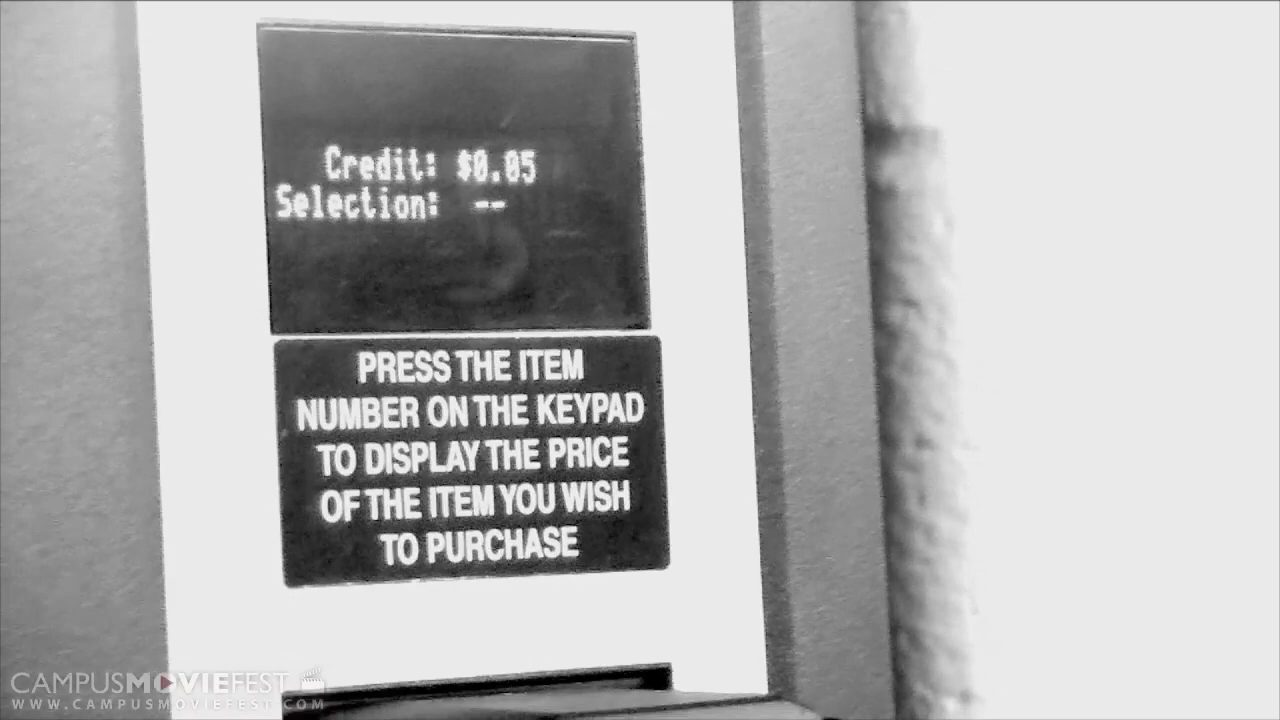 Credit: $0.05
Selection: --
PRESS THE ITEM
NUMBER ON THE KEYPAD
TO DISPLAY THE PRICE
OF THE ITEM YOU WISH
TO PURCHASE
CAMPUSMOVIEFEST
WWW.CAMPUSMOVIEFEST.COM